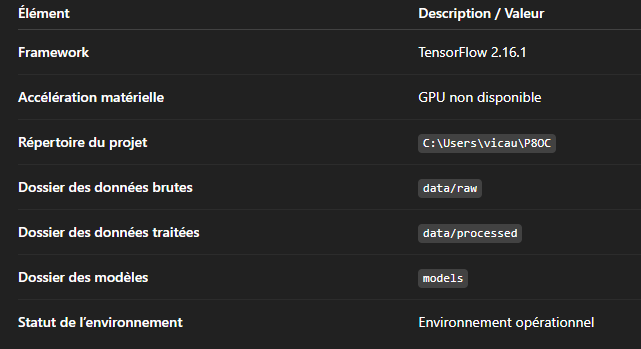 Élément Description / Valeur
Framework TensorFlow 2.16.1
Accélération matérielle GPU non disponible
Répertoire du projet C:\Users\vicau\P8OC
Dossier des données brutes data/raw
Dossier des données traitées data/processed
Dossier des modèles models
Statut de l’environnement Environnement opérationnel